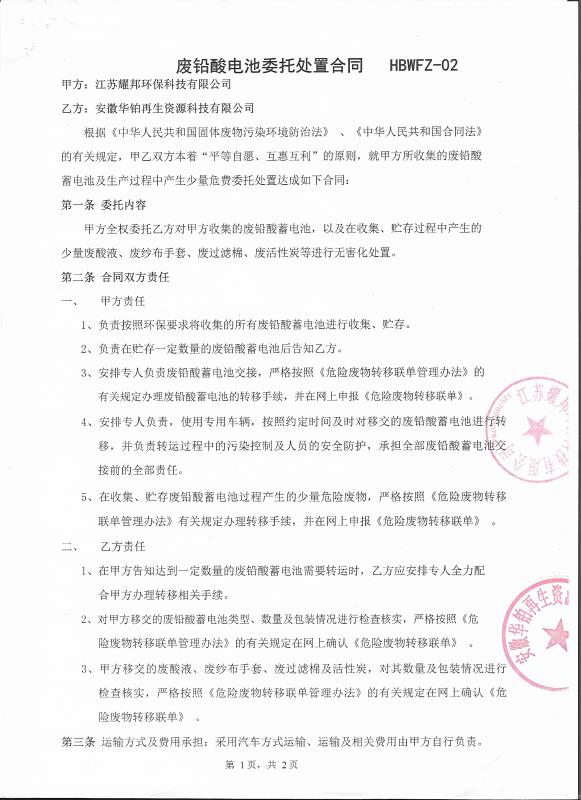 废铅酸电池委托处置合同 HBWFZ-02
甲方：江苏耀邦环保科技有限公司
乙方：安徽华铂再生资源科技有限公司
根据《中华人民共和国固体废物污染环境防治法》、《中华人民共和国合同法》
的有关规定，甲乙双方本着“平等自愿、互惠互利”的原则，就甲方所收集的废铅酸
蓄电池及生产过程中产生少量危费委托处置达成如下合同：
第一条 委托内容
甲方全权委托乙方对甲方收集的废铅酸蓄电池，以及在收集、贮存过程中产生的
少量废酸液、废纱布手套、废过滤棉、废活性炭等进行无害化处置。
第二条 合同双方责任
一、 甲方责任
1、负责按照环保要求将收集的所有废铅酸蓄电池进行收集、贮存。
2、负责在贮存一定数量的废铅酸蓄电池后告知乙方。
3、安排专人负责废铅酸蓄电池交接，严格按照《危险废物转移联单管理办法》的
有关规定办理废铅酸蓄电池的转移手续，并在网上申报《危险废物转移联单》。
4、安排专人负责，使用专用车辆，按照约定时间及时对移交的废铅酸蓄电池进行转
移，并负责转运过程中的污染控制及人员的安全防护，承担全部废铅酸蓄电池交
接前的全部责任。
5、在收集、贮存废铅酸蓄电池过程产生的少量危险废物，严格按照《危险废物转移
联单管理办法》有关规定办理转移手续，并在网上申报《危险废物转移联单》 。
二、 乙方责任
1、在甲方告知达到一定数量的废铅酸蓄电池需要转运时，乙方应安排专人全力配
合甲方办理转移相关手续。
2、对甲方移交的废铅酸蓄电池类型、数量及包装情况进行检查核实，严格按照《危
险废物转移联单管理办法》的有关规定在网上确认《危险废物转移联单》 。
3、甲方移交的废酸液、废纱布手套、废过滤棉及活性炭，对其数量及包装情况进行
检查核实，严格按照《危险废物转移联单管理办法》的有关规定在网上确认《危
险废物转移联单》 。
第三条 运输方式及费用承担：采用汽车方式运输、运输及相关费用由甲方自行负责。
第 1页，共 2页
江苏耀邦
技有限公司
安徽华铂再生资